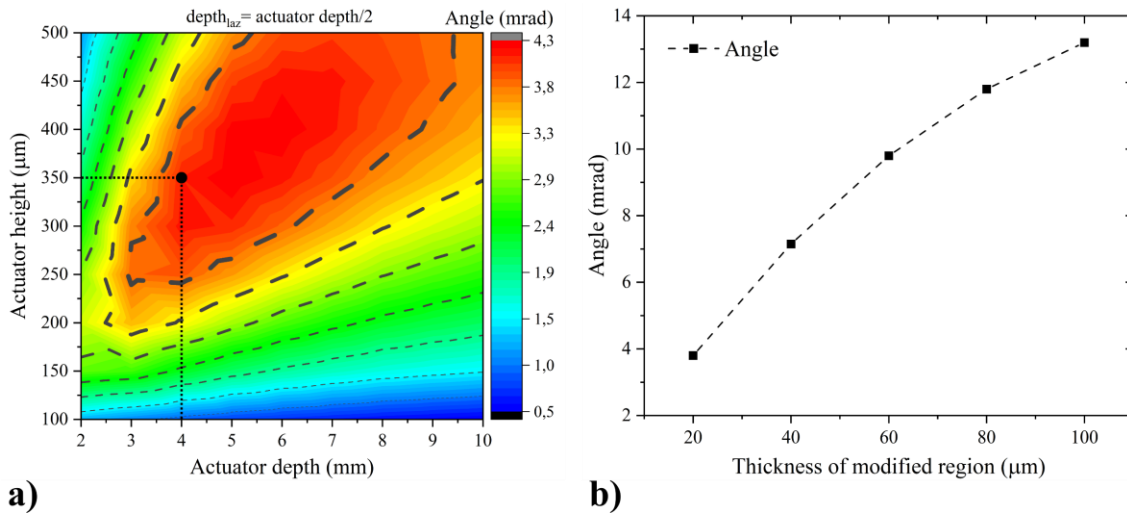 depth_laz = actuator depth/2
Angle (mrad)
500
450
400
350
300
250
200
150
100
Actuator height (μm)
2 3 4 5 6 7 8 9 10
Actuator depth (mm)
4,3
3,8
3,3
2,9
2,4
1,9
1,5
1,0
0,5
a)
Angle
14
12
10
8
6
4
2
Angle (mrad)
20 40 60 80 100
Thickness of modified region (μm)
b)